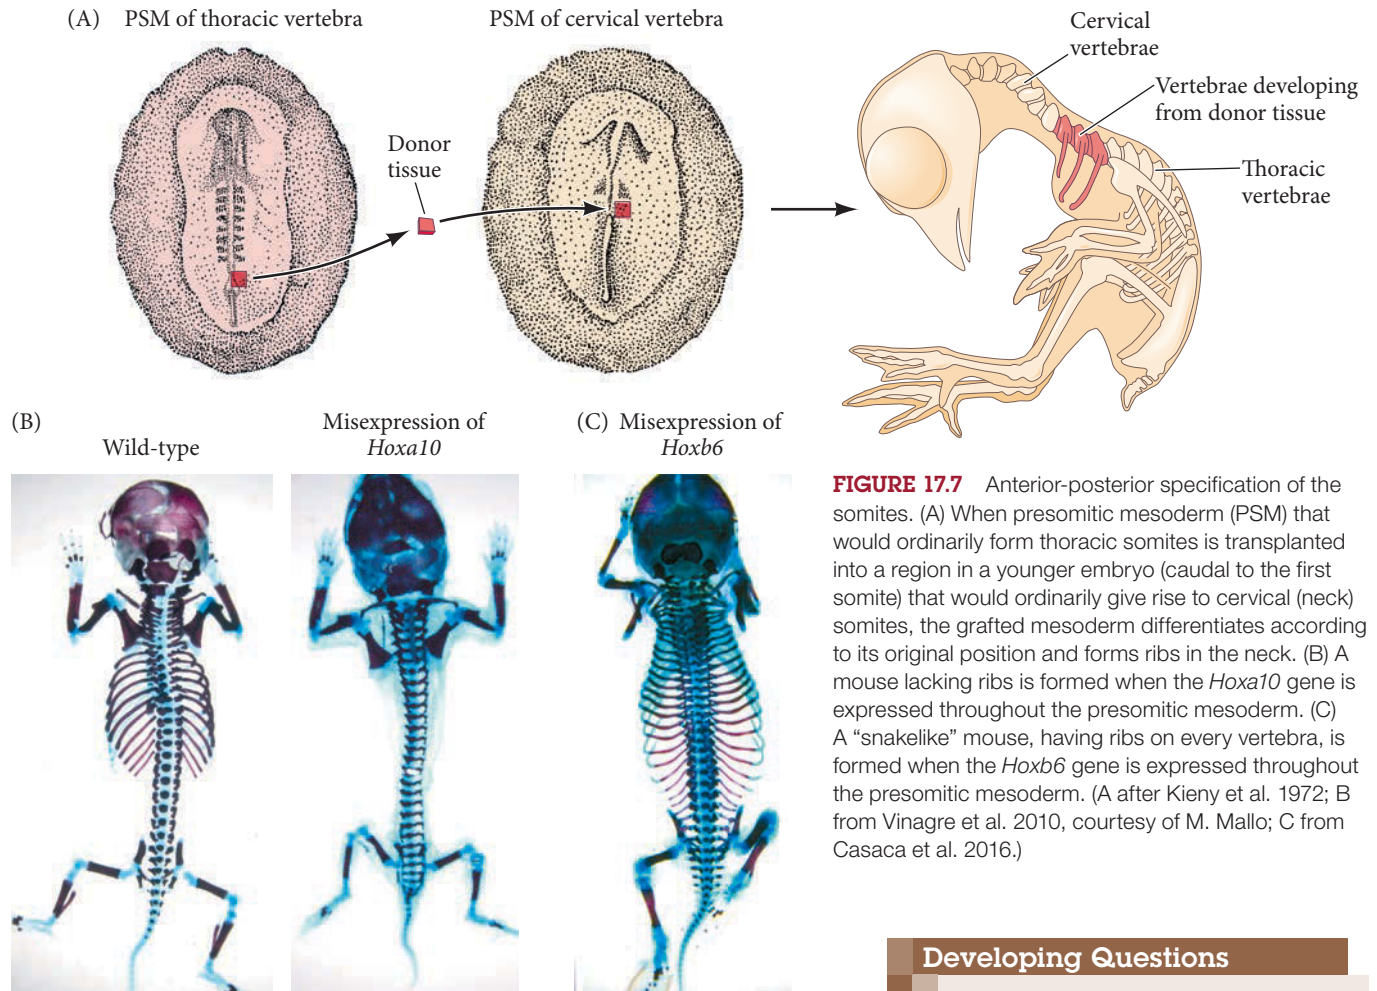 (A) PSM of thoracic vertebra
PSM of cervical vertebra
Donor
tissue
Cervical
vertebrae
Vertebrae developing
from donor tissue
Thoracic
vertebrae
(B)
Wild-type
Misexpression of
Hoxa10
(C) Misexpression of
Hoxb6
FIGURE 17.7 Anterior-posterior specification of the
somites. (A) When presomitic mesoderm (PSM) that
would ordinarily form thoracic somites is transplanted
into a region in a younger embryo (caudal to the first
somite) that would ordinarily give rise to cervical (neck)
somites, the grafted mesoderm differentiates according
to its original position and forms ribs in the neck. (B) A
mouse lacking ribs is formed when the Hoxa10 gene is
expressed throughout the presomitic mesoderm. (C)
A “snakelike” mouse, having ribs on every vertebra, is
formed when the Hoxb6 gene is expressed throughout
the presomitic mesoderm. (A after Kieny et al. 1972; B
from Vinagre et al. 2010, courtesy of M. Mallo; C from
Casaca et al. 2016.)
Developing Questions